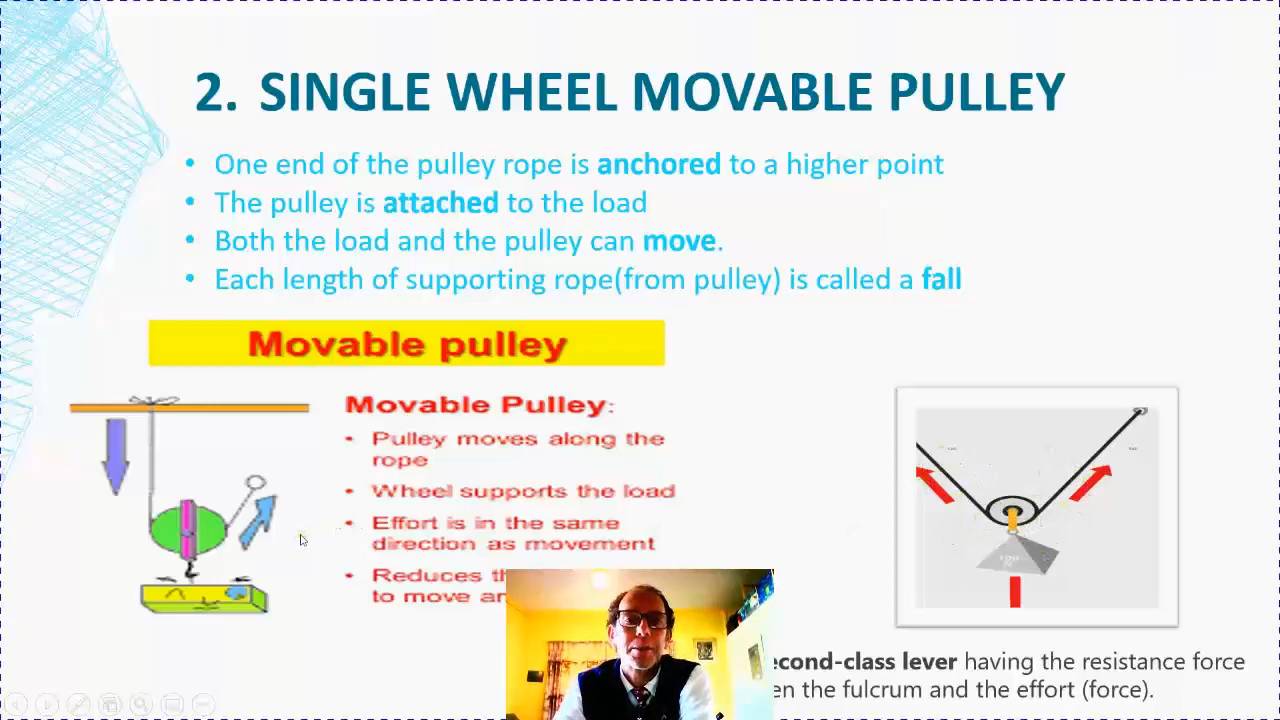 2. SINGLE WHEEL MOVABLE PULLEY
• One end of the pulley rope is anchored to a higher point
• The pulley is attached to the load
• Both the load and the pulley can move.
• Each length of supporting rope(from pulley) is called a fall
Movable pulley
Movable Pulley:
• Pulley moves along the
rope
• Wheel supports the load
• Effort is in the same
direction as movement
• Reduces
to move
econd-class lever having the resistance force
en the fulcrum and the effort (force).